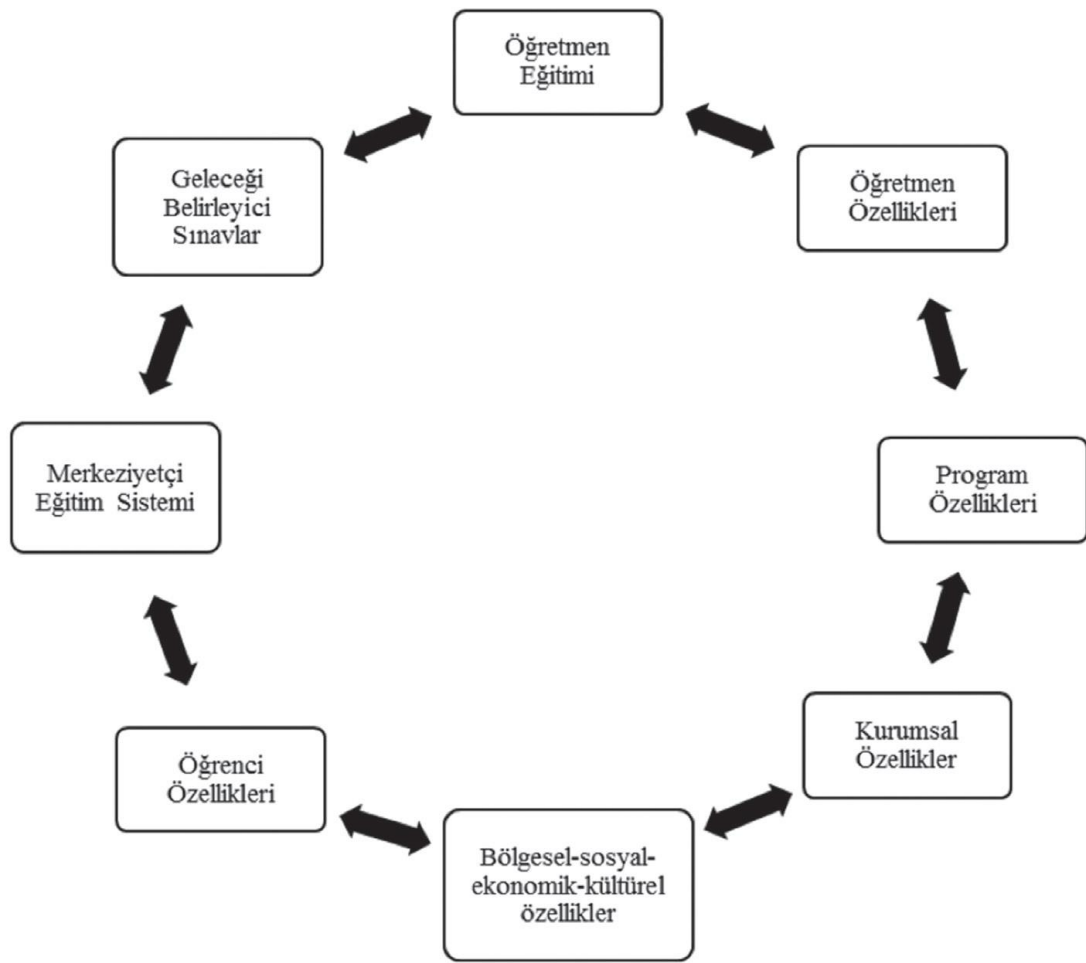 Öğretmen
Eğitimi
Öğretmen
Özellikleri
Program
Özellikleri
Kurumsal
Özellikler
Bölgesel-sosyal-
ekonomik-kültürel
özellikler
Öğrenci
Özellikleri
Merkeziyetçi
Eğitim Sistemi
Geleceği
Belirleyici
Sınavlar